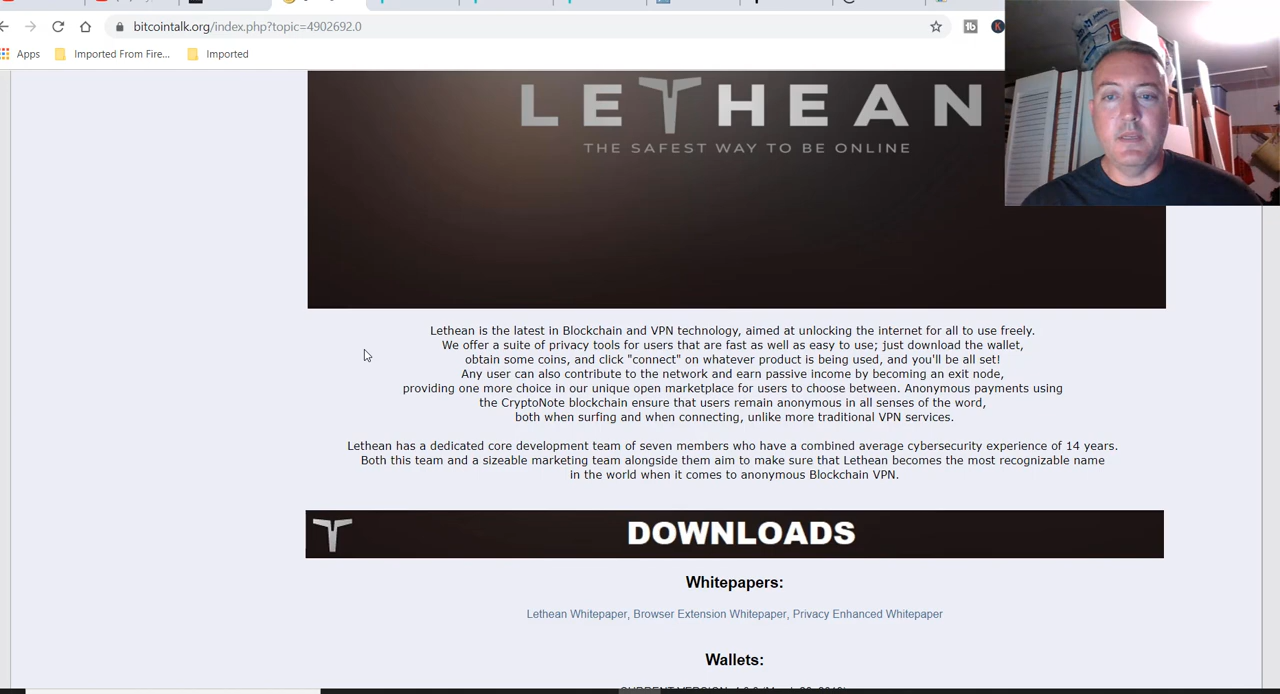 bitcointalk.org/index.php?topic=4902692.0
Apps
Imported From Fire...
Imported
LETHEAN
THE SAFEST WAY TO BE ONLINE
Lethean is the latest in Blockchain and VPN technology, aimed at unlocking the internet for all to use freely.
We offer a suite of privacy tools for users that are fast as well as easy to use; just download the wallet,
obtain some coins, and click "connect" on whatever product is being used, and you'll be all set!
Any user can also contribute to the network and earn passive income by becoming an exit node,
providing one more choice in our unique open marketplace for users to choose between. Anonymous payments using
the CryptoNote blockchain ensure that users remain anonymous in all senses of the word,
both when surfing and when connecting, unlike more traditional VPN services.
Lethean has a dedicated core development team of seven members who have a combined average cybersecurity experience of 14 years.
Both this team and a sizeable marketing team alongside them aim to make sure that Lethean becomes the most recognizable name
in the world when it comes to anonymous Blockchain VPN.
DOWNLOADS
Whitepapers:
Lethean Whitepaper, Browser Extension Whitepaper, Privacy Enhanced Whitepaper
Wallets: